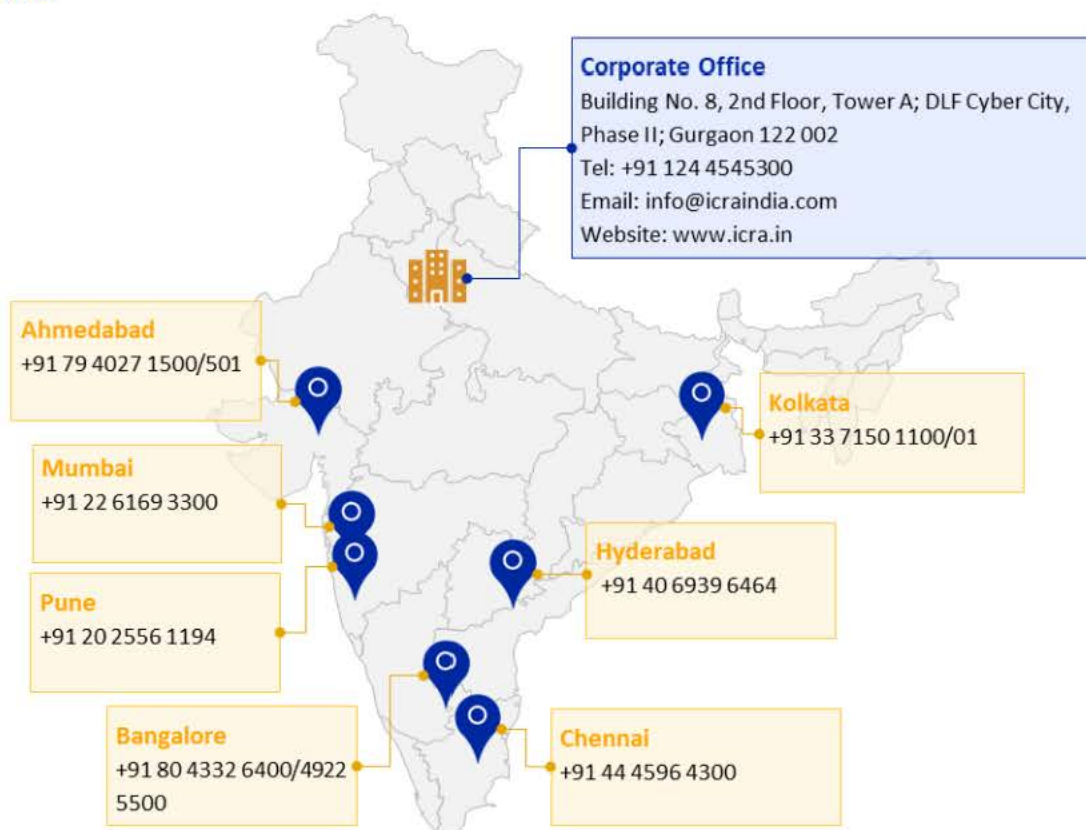 Corporate Office
Building No. 8, 2nd Floor, Tower A; DLF Cyber City,
Phase II; Gurgaon 122 002
Tel: +91 124 4545300
Email: info@icraindia.com
Website: www.icra.in
Ahmedabad
+91 79 4027 1500/501
Kolkata
+91 33 7150 1100/01
Mumbai
+91 22 6169 3300
Hyderabad
+91 40 6939 6464
Pune
+91 20 2556 1194
Bangalore
+91 80 4332 6400/4922
5500
Chennai
+91 44 4596 4300